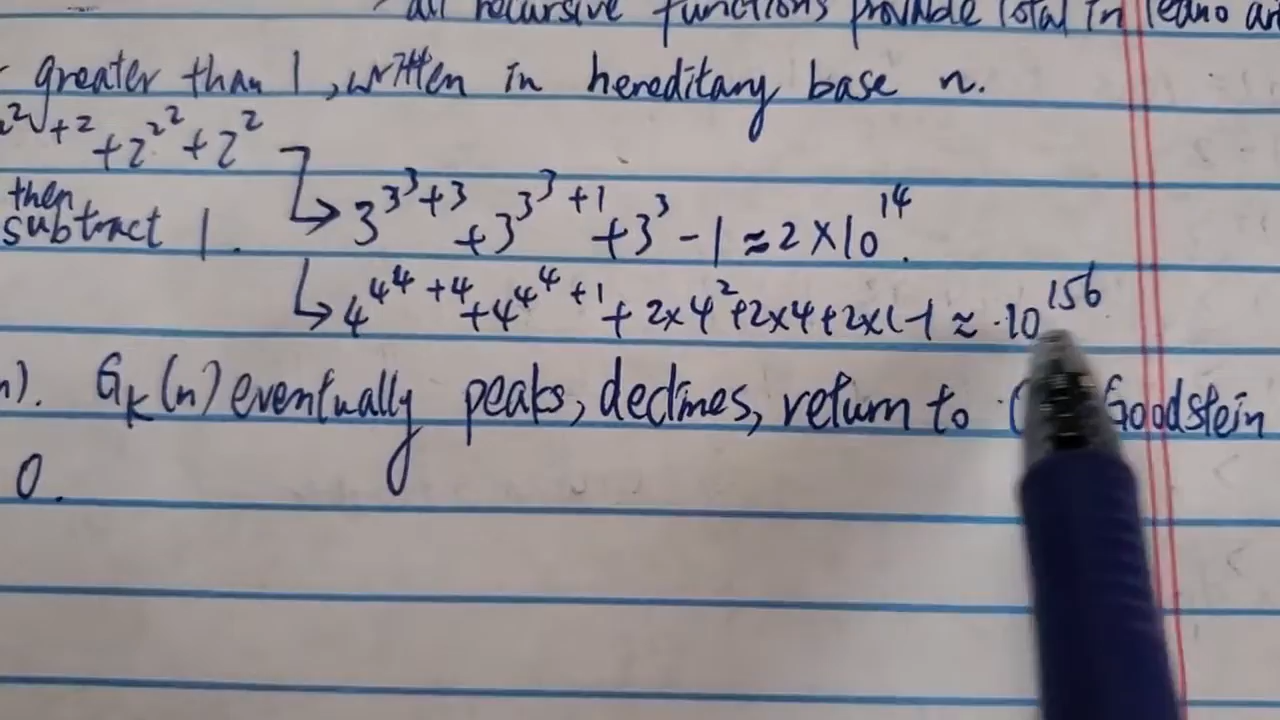 all recursive functions provable total in Peano
greater than 1, written in hereditary base n.
+2 + 2^2^2 + 2^2
then
subtract 1. ↳ 3^3^3+3 + 3^3^3+1 + 3^3 - 1 ≈ 2 × 10^14.
↳ 4^4^4+4 + 4^4^4+1 + 2×4^2 + 2×4 + 2×1 - 1 ≈ 10^156
n). G_k(n) eventually peaks, declines, return to Goodstein
0.